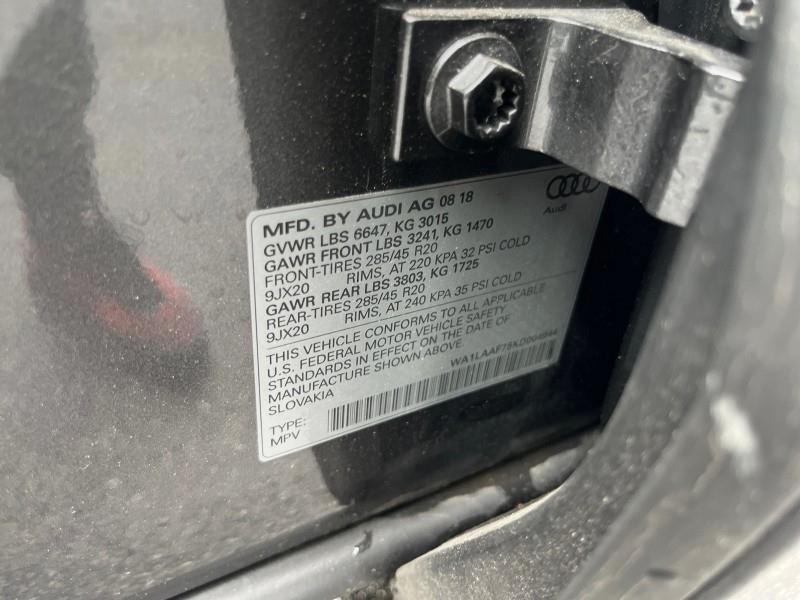 MFD. BY AUDI AG 08 18
Audi
GVWR LBS 6647, KG 3015
GAWR FRONT LBS 3241, KG 1470
FRONT-TIRES 285/45 R20
9JX20 RIMS, AT 220 KPA 32 PSI COLD
GAWR REAR LBS 3803, KG 1725
REAR-TIRES 285/45 R20
9JX20 RIMS, AT 240 KPA 35 PSI COLD
THIS VEHICLE CONFORMS TO ALL APPLICABLE
U.S. FEDERAL MOTOR VEHICLE SAFETY
STANDARDS IN EFFECT ON THE DATE OF
MANUFACTURE SHOWN ABOVE.
SLOVAKIA
TYPE:
MPV